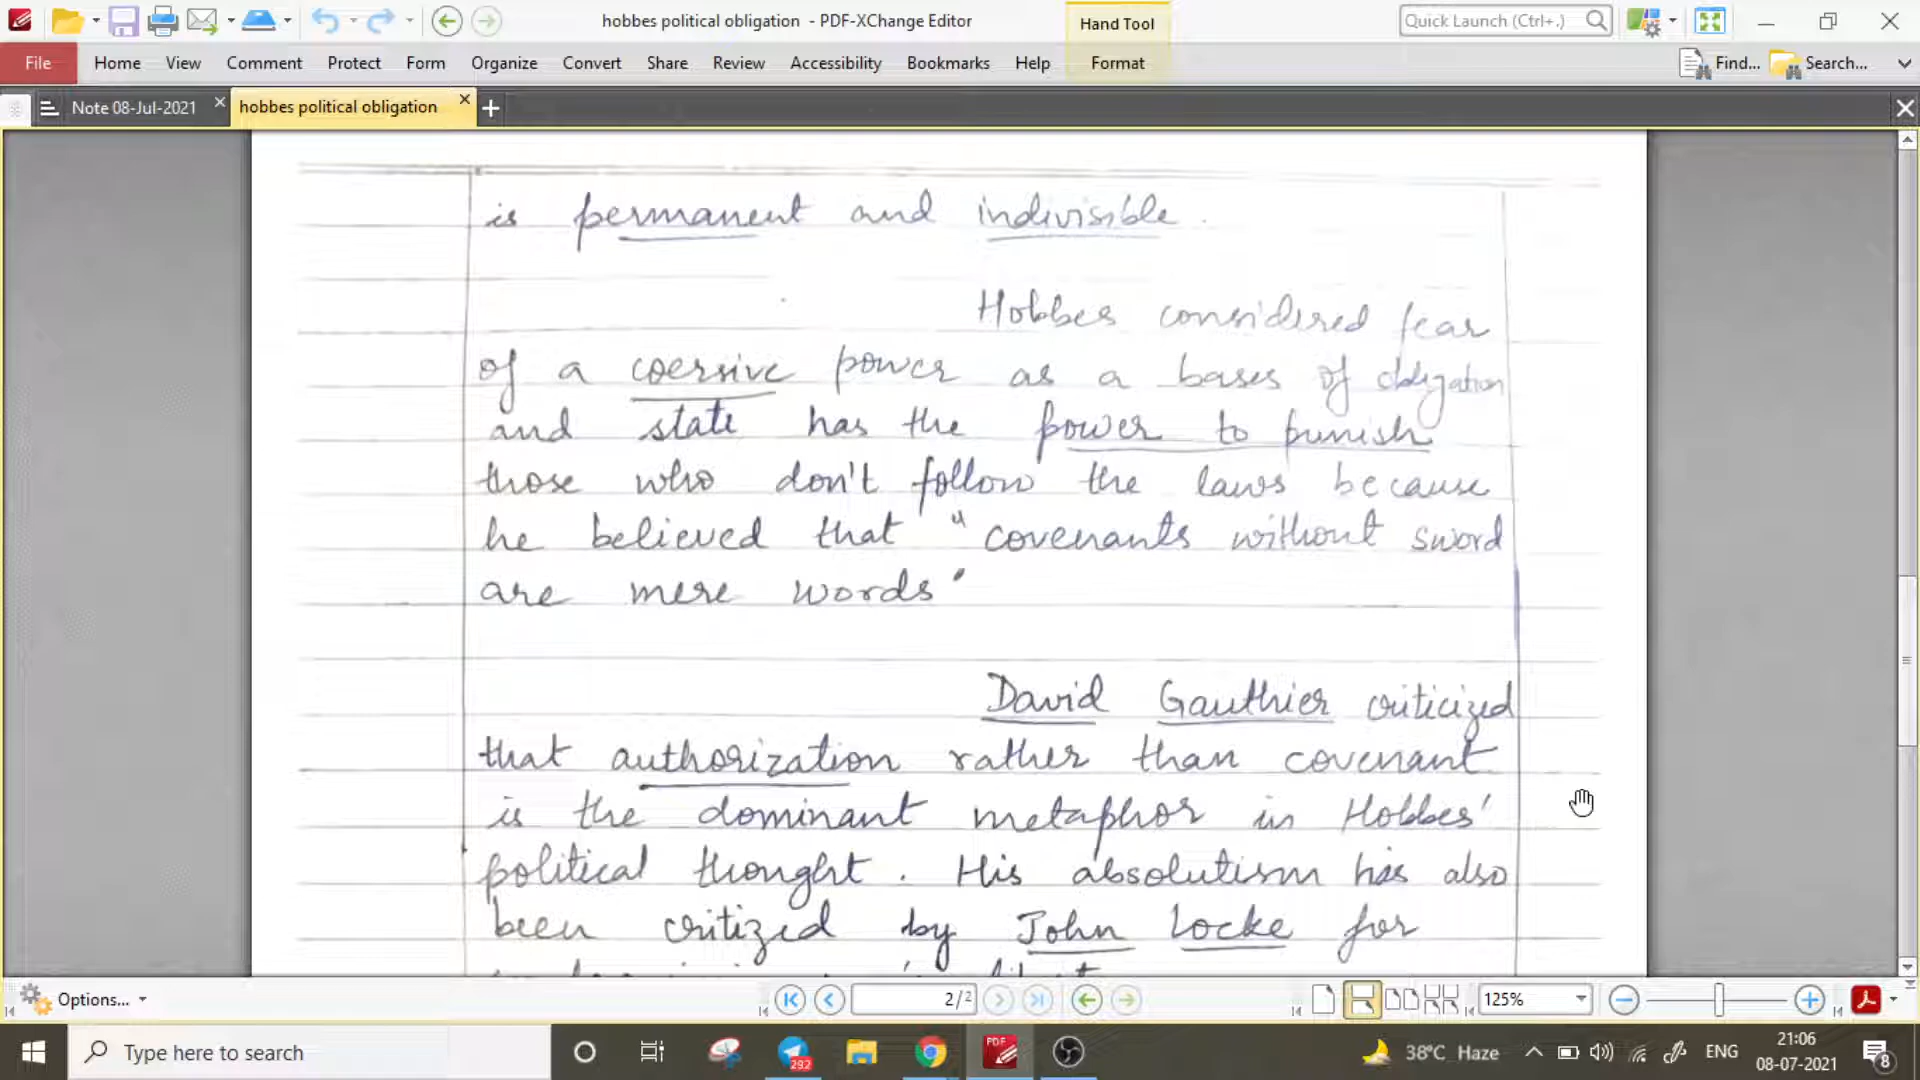 hobbes political obligation - PDF-XChange Editor
Hand Tool
Quick Launch (Ctrl+.)
File Home View Comment Protect Form Organize Convert Share Review Accessibility Bookmarks Help Format
Find... Search...
Note 08-Jul-2021
hobbes political obligation
is permanent and indivisible.
Hobbes considered fear
of a coersive power as a bases of obligation
and state has the power to punish
those who don't follow the laws because
he believed that "covenants without sword
are mere words"
David Gauthier criticized
that authorization rather than covenant
is the dominant metaphor in Hobbes'
political thought. His absolutism has also
been critized by John Locke for
Options...
2/2
125%
Type here to search
PDF
292
38°C Haze
ENG
21:06
08-07-2021
8